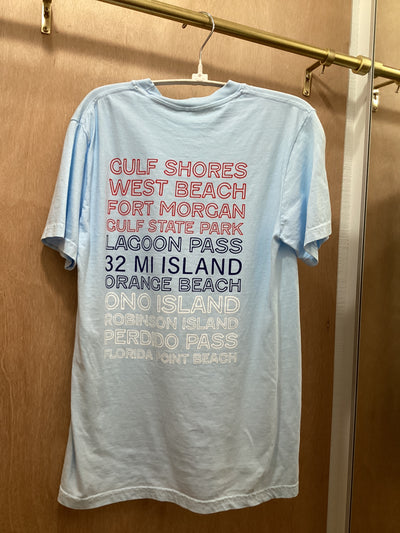 GULF SHORES
WEST BEACH
FORT MORGAN
GULF STATE PARK
LAGOON PASS
32 MI ISLAND
ORANGE BEACH
ONO ISLAND
ROBINSON ISLAND
PERDIDO PASS
FLORIDA POINT BEACH